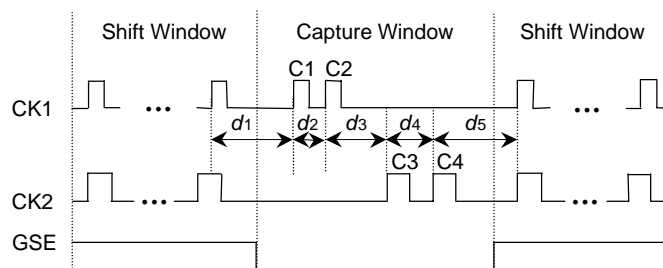 Shift Window Capture Window Shift Window
C1 C2
CK1 ... ...
d1 d2 d3 d4 d5
C3 C4
CK2 ... ...
GSE